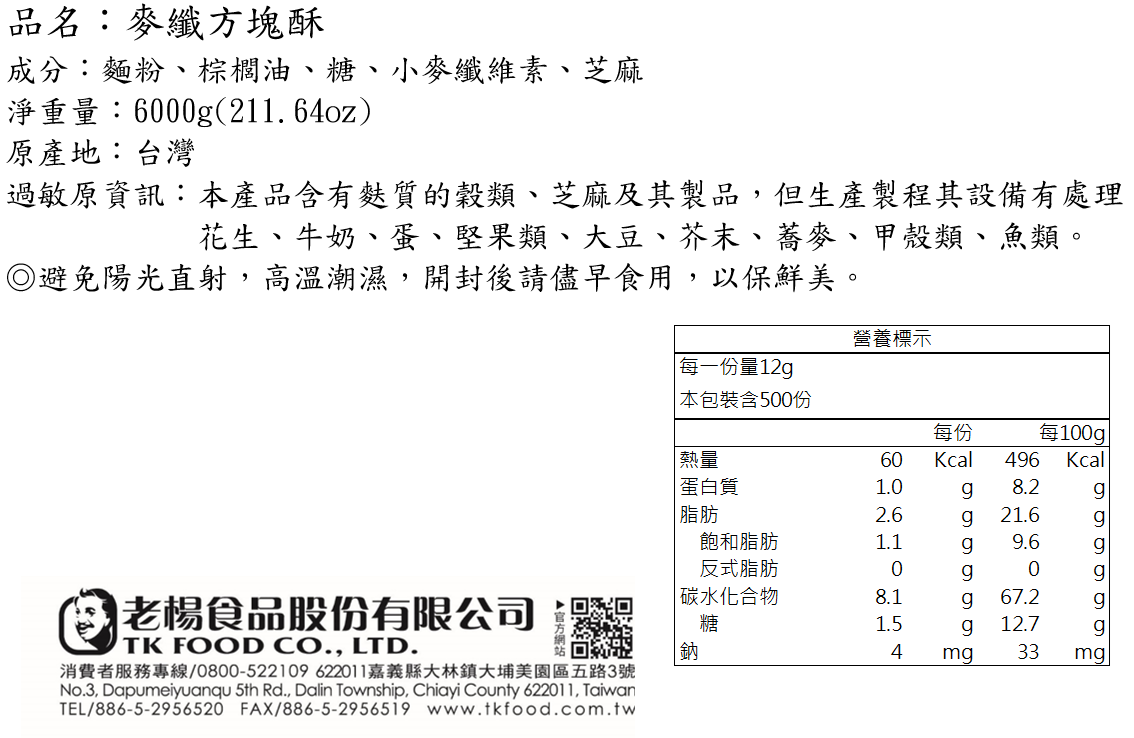 品名：麥纖方塊酥
成分：麵粉、棕櫚油、糖、小麥纖維素、芝麻
淨重量：6000g(211.64oz)
原產地：台灣
過敏原資訊：本產品含有麩質的穀類、芝麻及其製品，但生產製程其設備有處理
花生、牛奶、蛋、堅果類、大豆、芥末、蕎麥、甲殼類、魚類。
◎避免陽光直射，高溫潮濕，開封後請儘早食用，以保鮮美。
營養標示
每一份量12g
本包裝含500份
每份 每100g
熱量 60 Kcal 496 Kcal
蛋白質 1.0 g 8.2 g
脂肪 2.6 g 21.6 g
飽和脂肪 1.1 g 9.6 g
反式脂肪 0 g 0 g
碳水化合物 8.1 g 67.2 g
糖 1.5 g 12.7 g
鈉 4 mg 33 mg
老楊食品股份有限公司
TK FOOD CO., LTD.
▶官方網站
消費者服務專線/0800-522109 622011嘉義縣大林鎮大埔美園區五路3號
No.3, Dapumeiyuanqu 5th Rd., Dalin Township, Chiayi County 622011, Taiwan
TEL/886-5-2956520 FAX/886-5-2956519 www.tkfood.com.tw